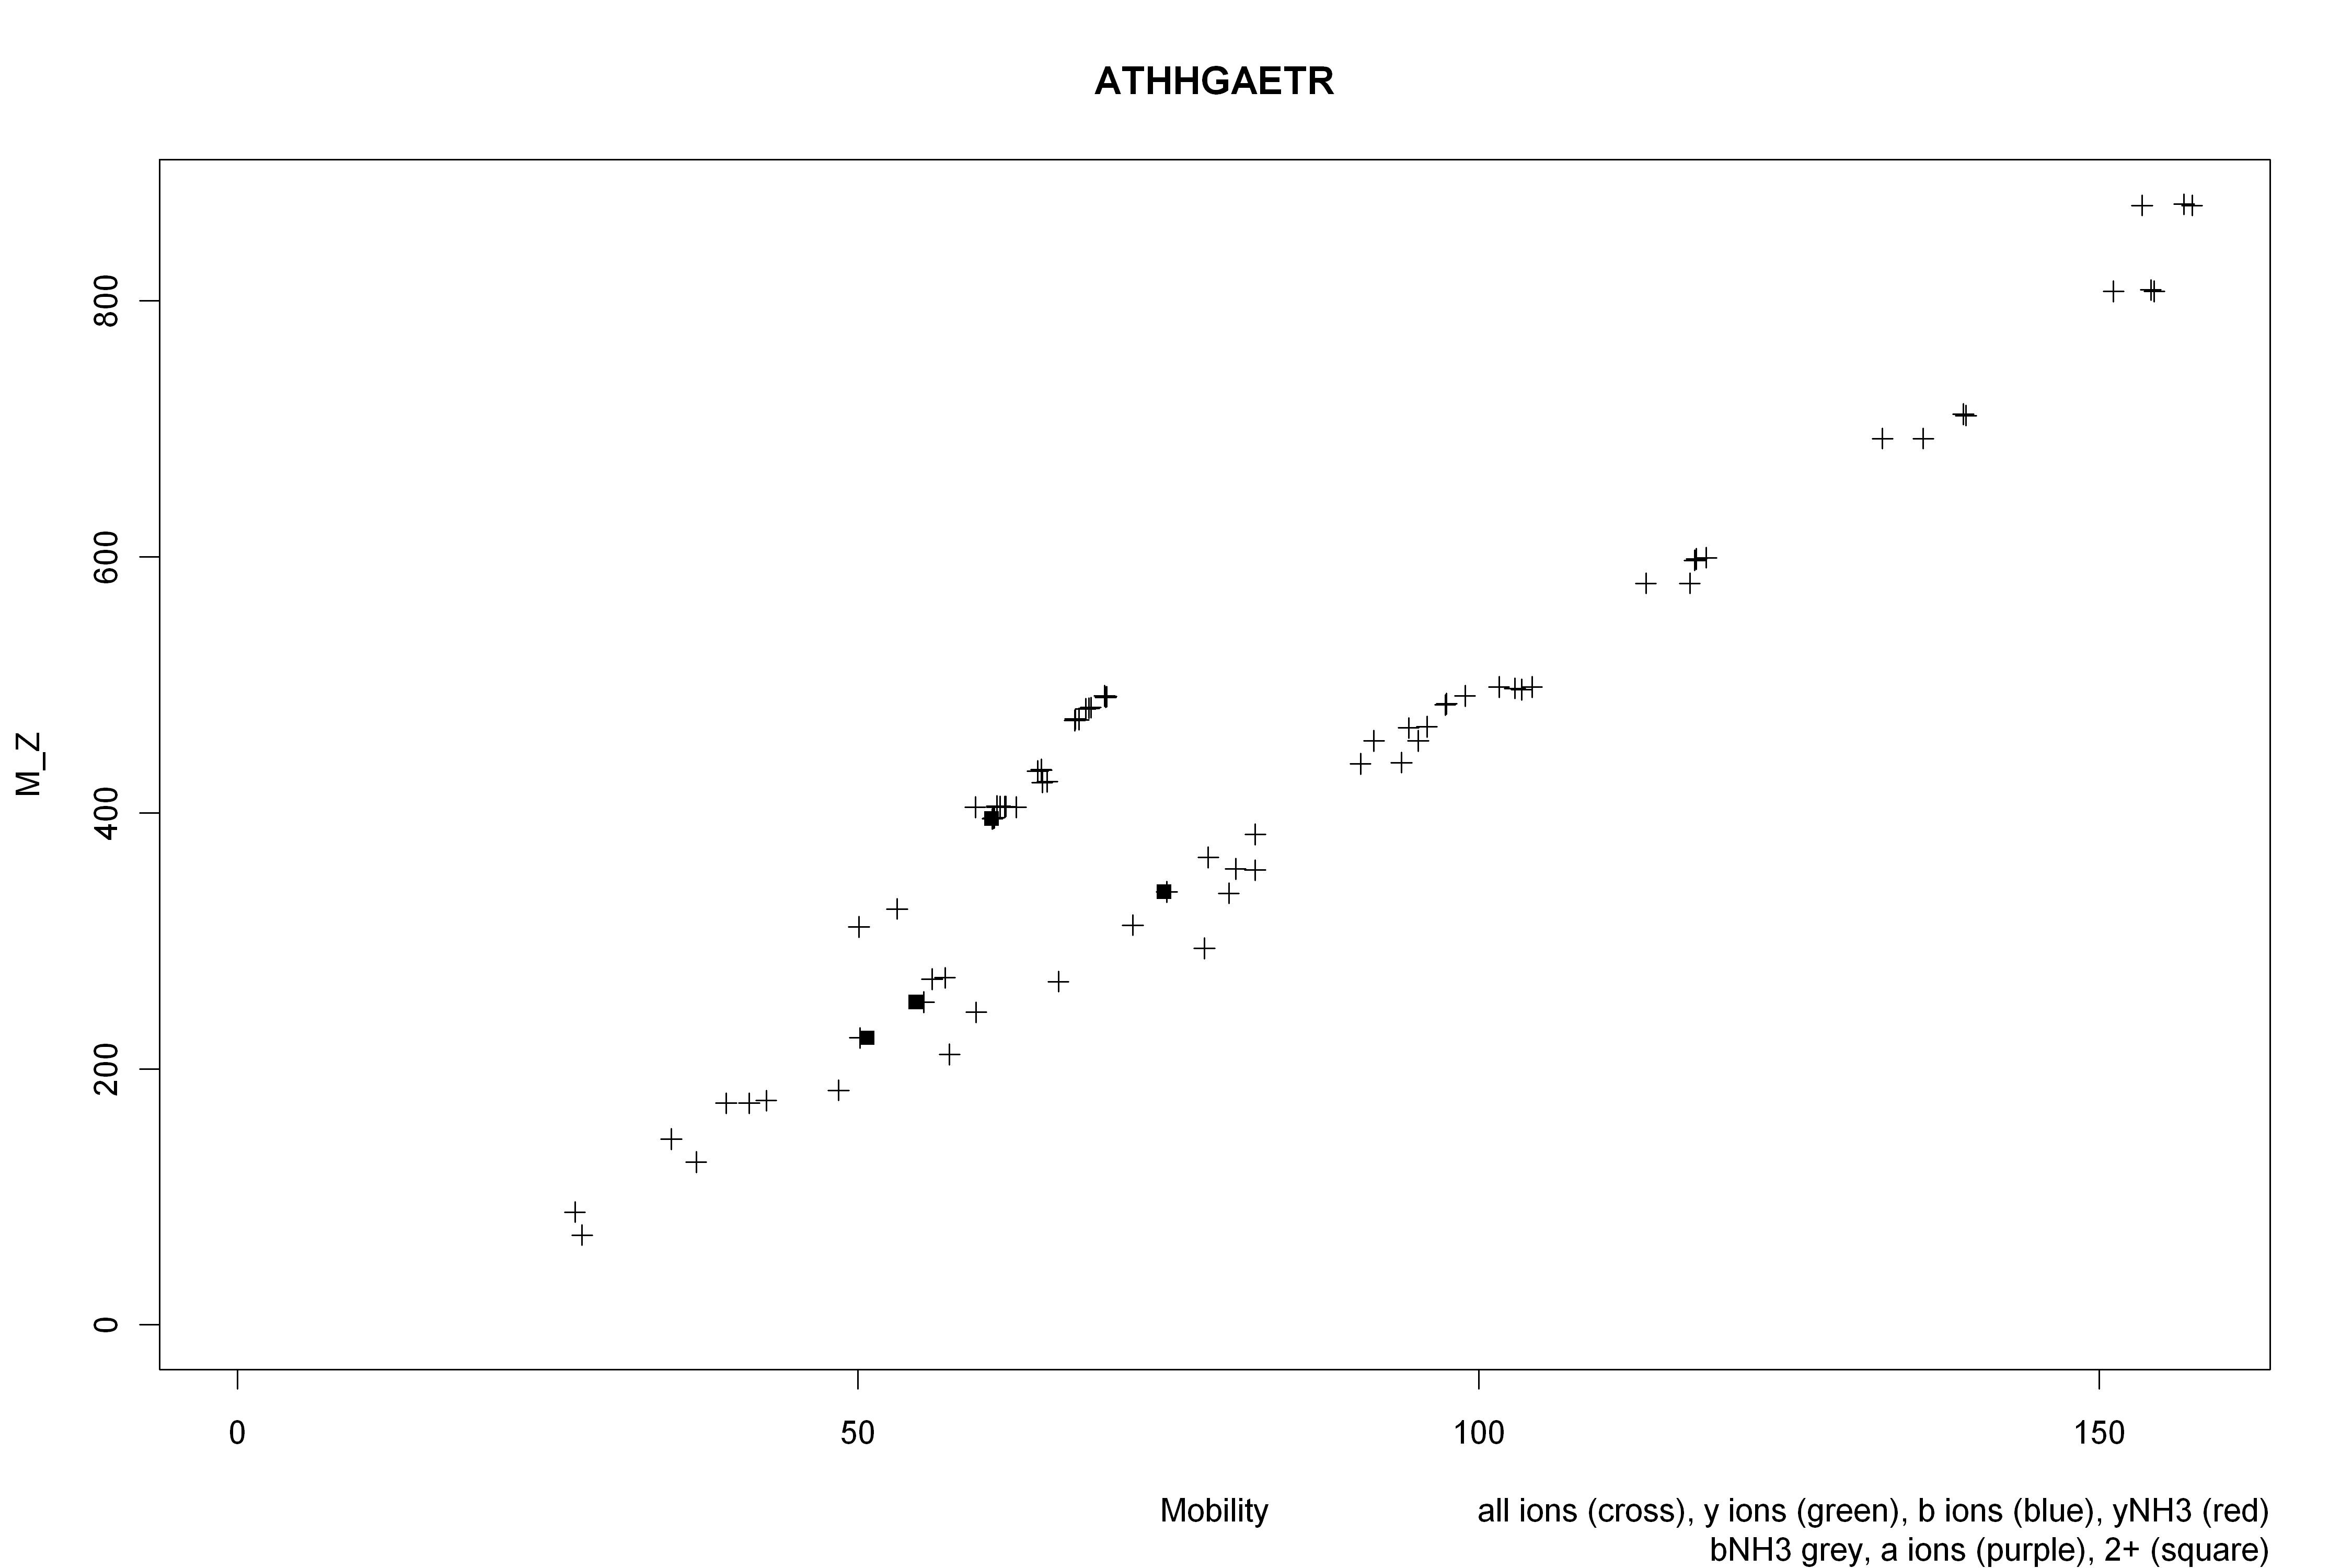 ATHHGAETR
800
600
400
200
0
M_Z
0 50 100 150
Mobility
all ions (cross), y ions (green), b ions (blue), yNH3 (red)
bNH3 grey, a ions (purple), 2+ (square)